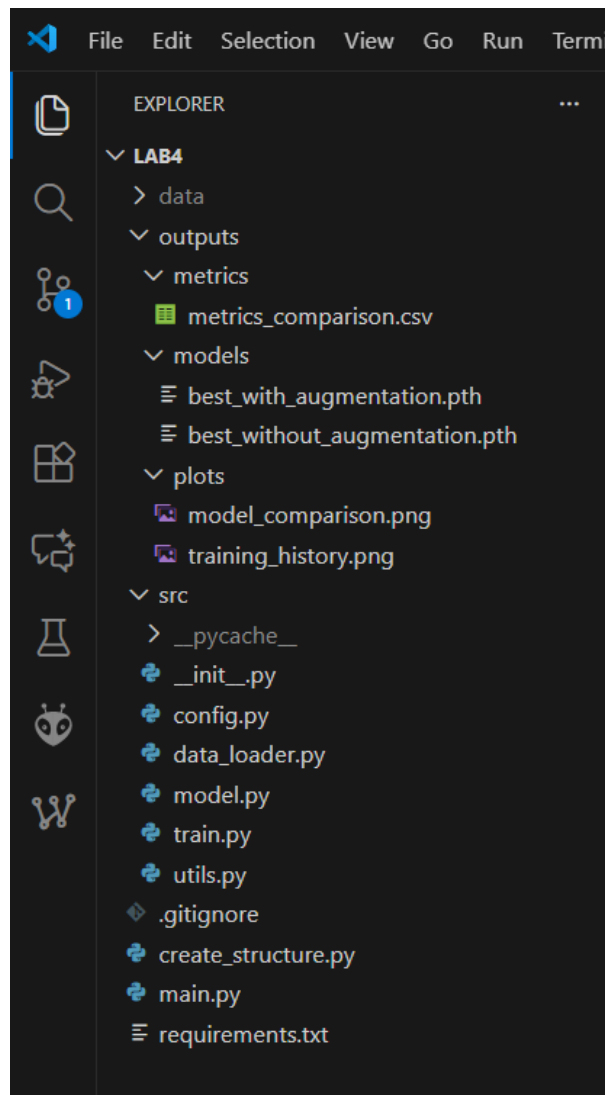 File Edit Selection View Go Run Termi
EXPLORER ...
LAB4
data
outputs
metrics
metrics_comparison.csv
1
models
best_with_augmentation.pth
best_without_augmentation.pth
plots
model_comparison.png
training_history.png
src
__pycache__
__init__.py
config.py
data_loader.py
model.py
train.py
utils.py
.gitignore
create_structure.py
main.py
requirements.txt